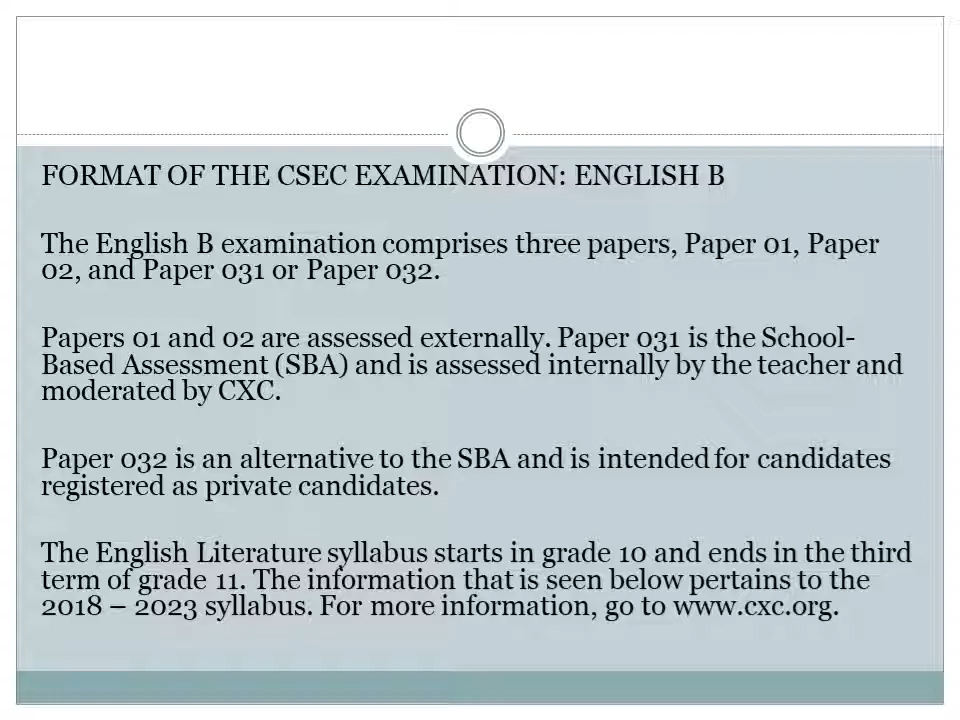 FORMAT OF THE CSEC EXAMINATION: ENGLISH B
The English B examination comprises three papers, Paper 01, Paper
02, and Paper 031 or Paper 032.
Papers 01 and 02 are assessed externally. Paper 031 is the School-
Based Assessment (SBA) and is assessed internally by the teacher and
moderated by CXC.
Paper 032 is an alternative to the SBA and is intended for candidates
registered as private candidates.
The English Literature syllabus starts in grade 10 and ends in the third
term of grade 11. The information that is seen below pertains to the
2018 – 2023 syllabus. For more information, go to www.cxc.org.